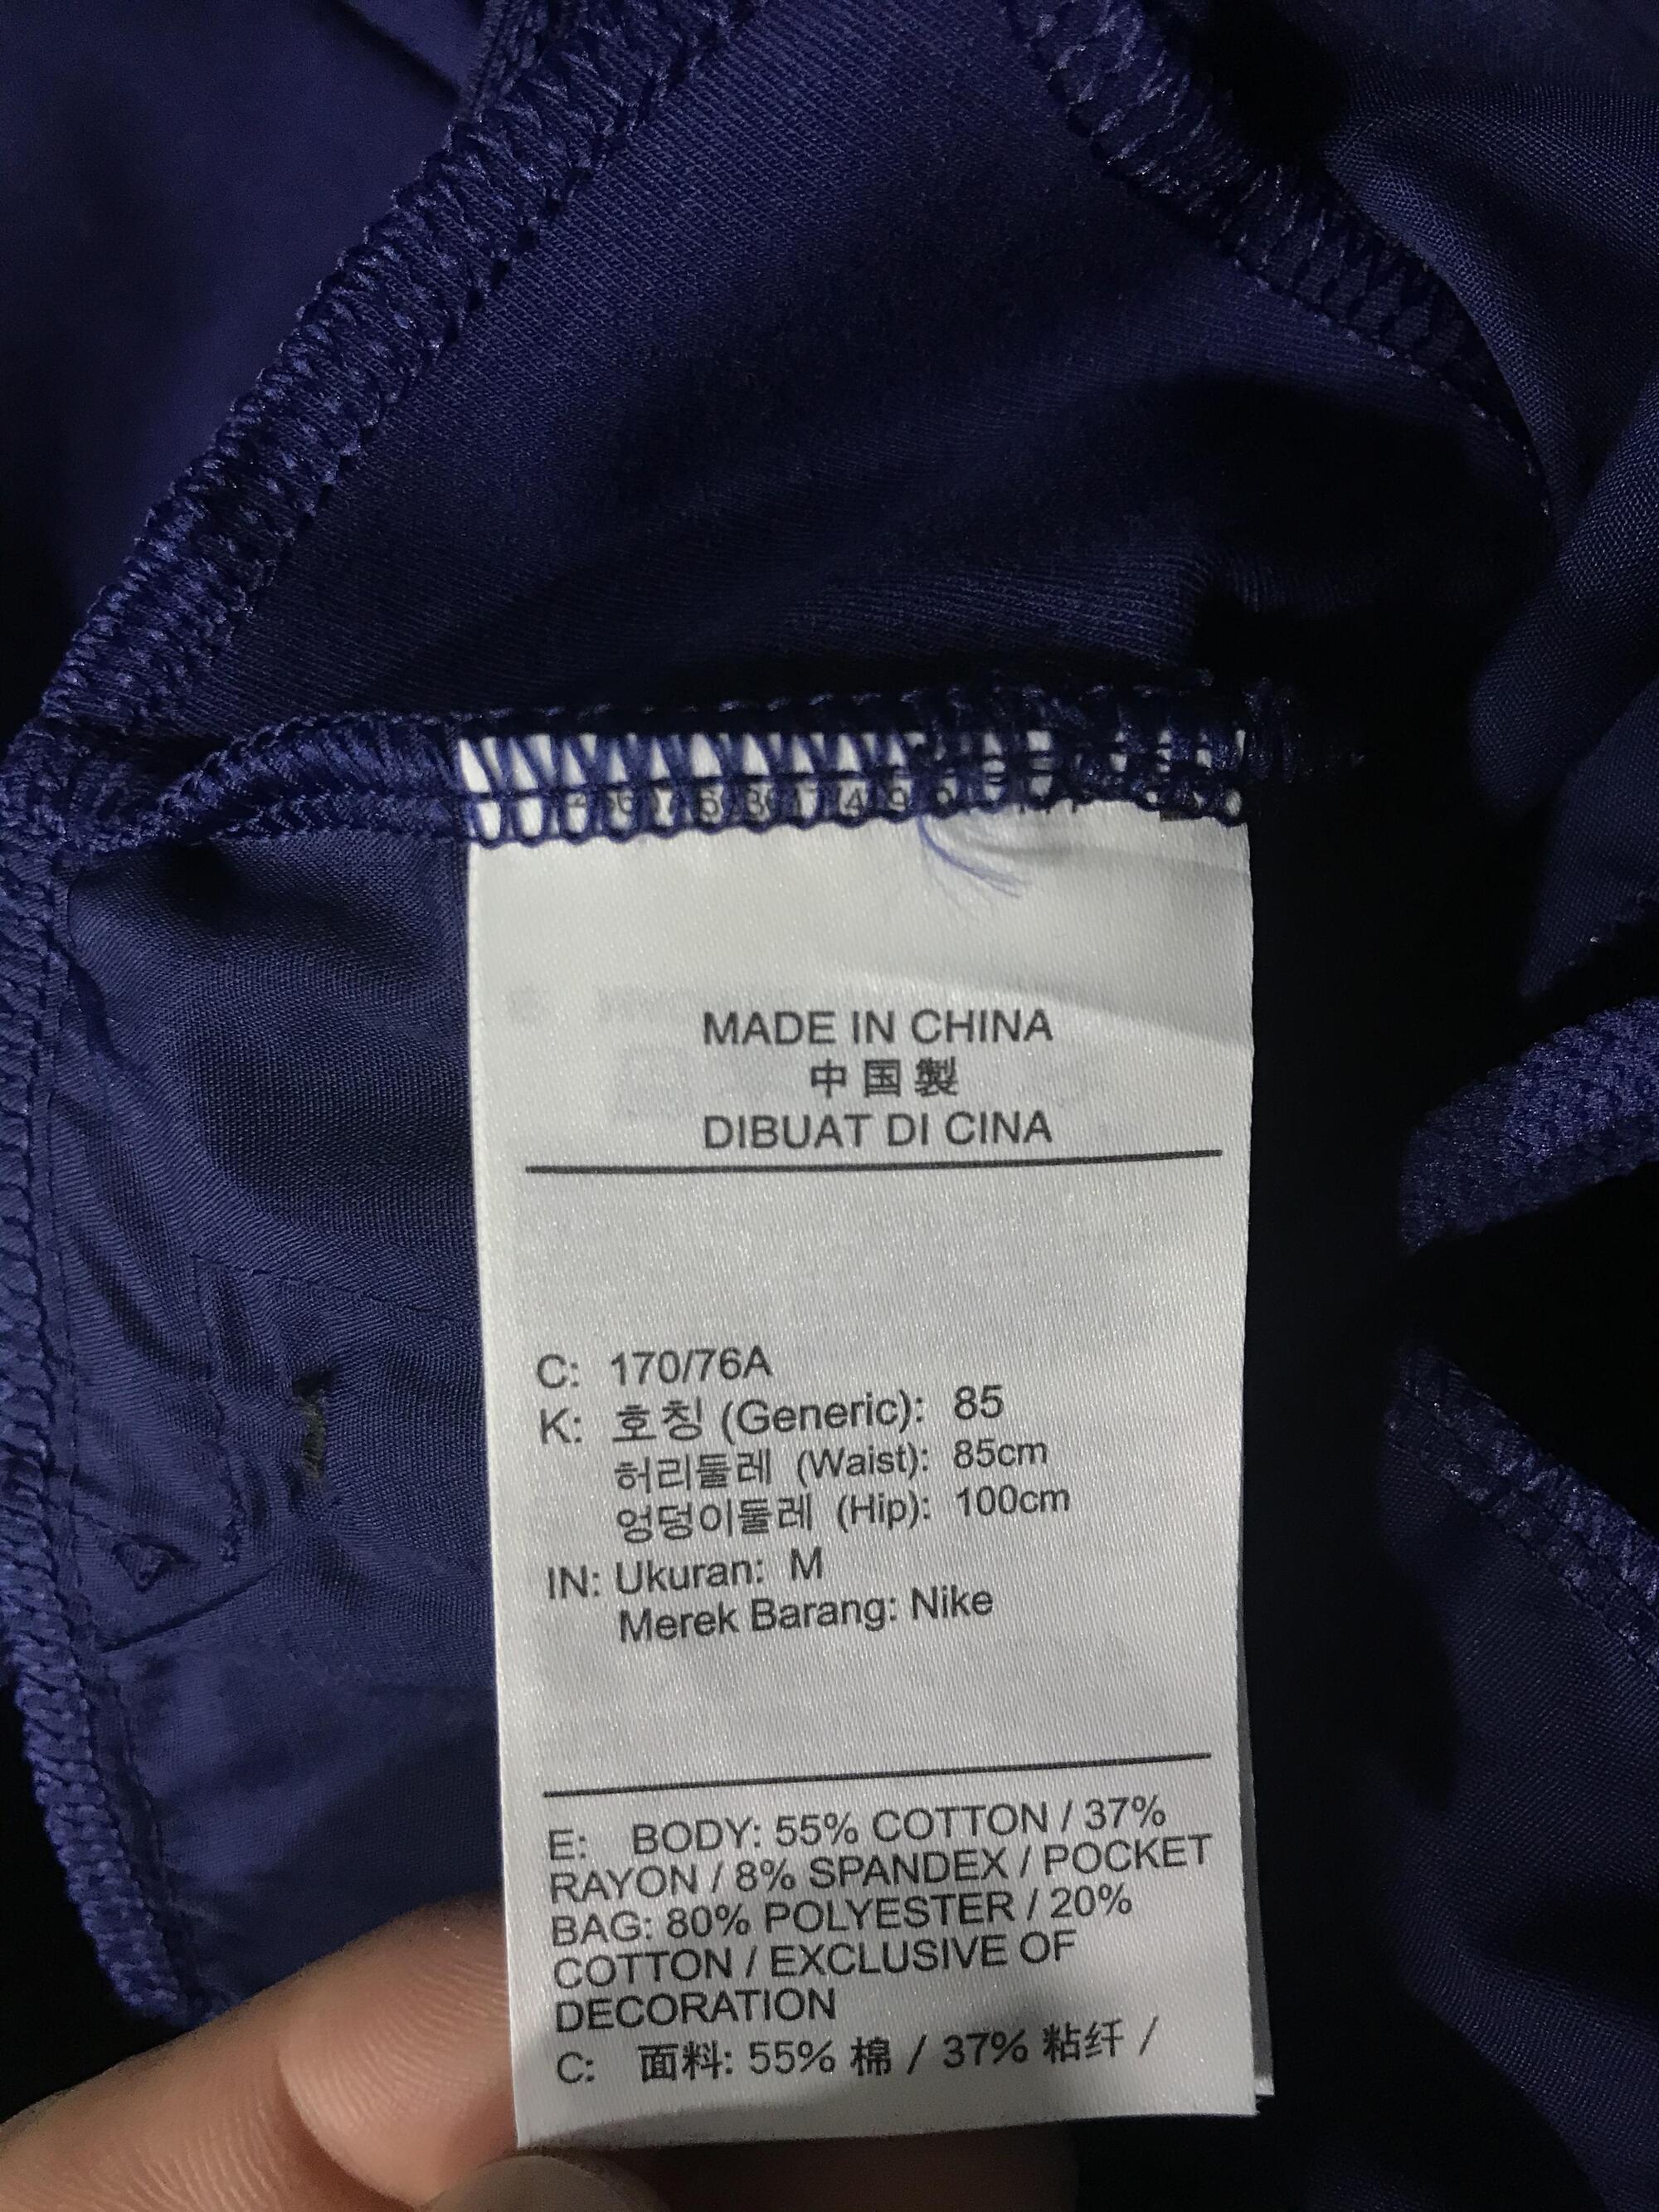 MADE IN CHINA
中国製
DIBUAT DI CINA
C: 170/76A
K: 호칭 (Generic): 85
허리둘레 (Waist): 85cm
엉덩이둘레 (Hip): 100cm
IN: Ukuran: M
Merek Barang: Nike
E: BODY: 55% COTTON / 37%
RAYON / 8% SPANDEX / POCKET
BAG: 80% POLYESTER / 20%
COTTON / EXCLUSIVE OF
DECORATION
C: 面料: 55% 棉 / 37% 粘纤 /